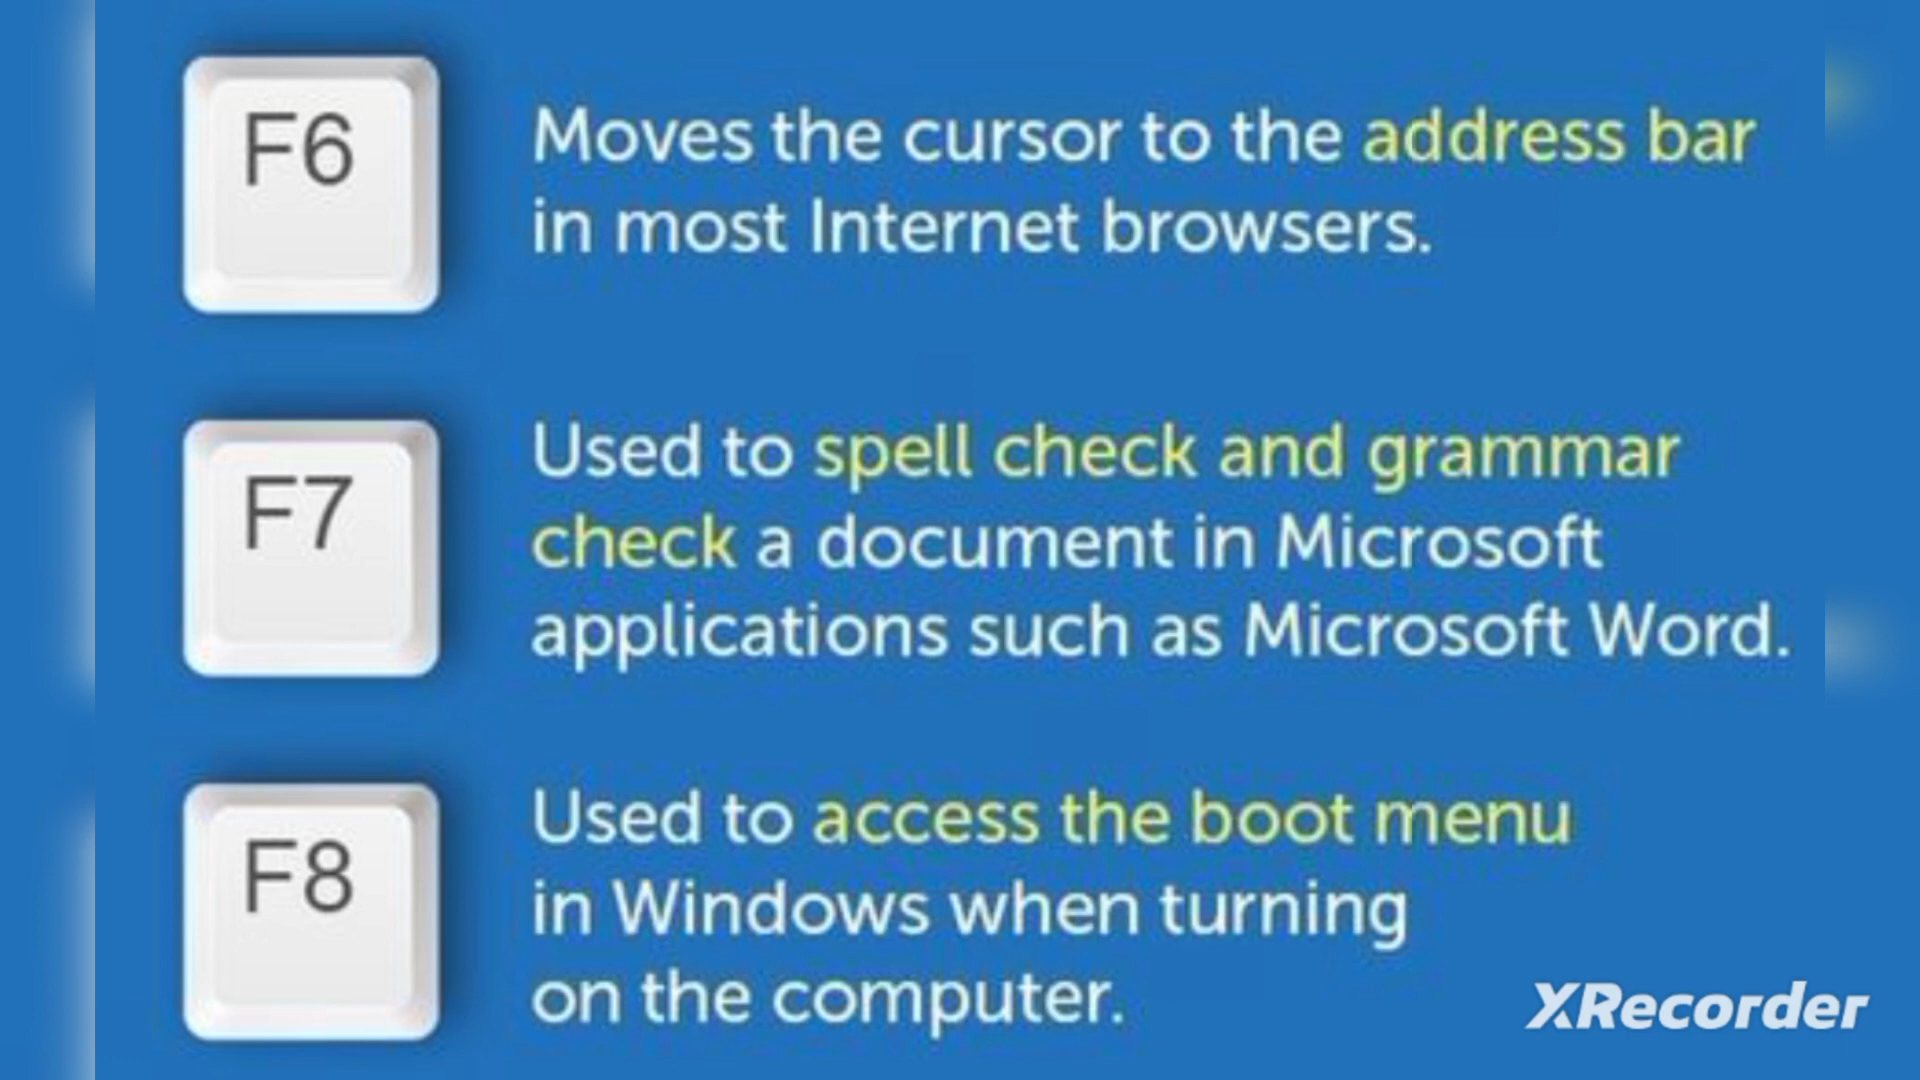 F6
Moves the cursor to the address bar
in most Internet browsers.
F7
Used to spell check and grammar
check a document in Microsoft
applications such as Microsoft Word.
F8
Used to access the boot menu
in Windows when turning
on the computer.
XRecorder